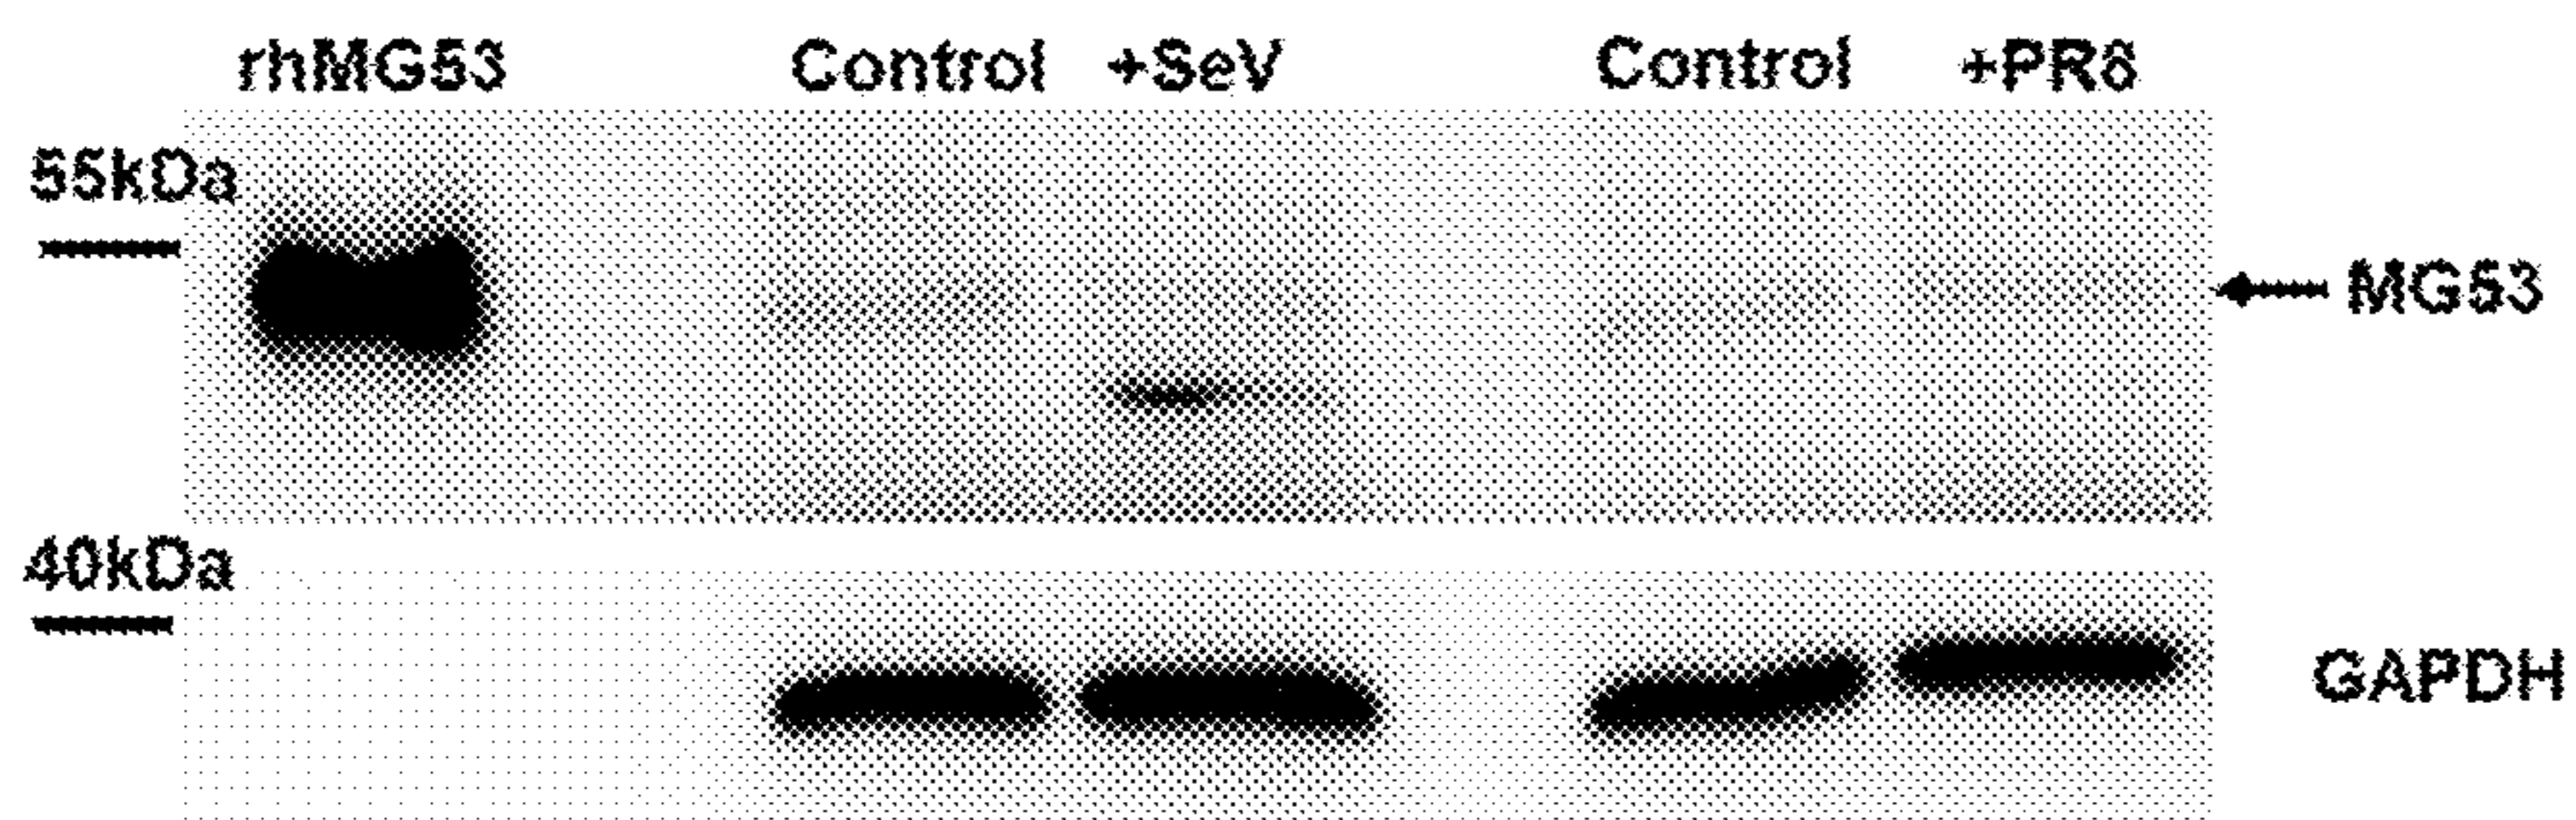 rhMG53 Control +SeV Control +PR8
55kDa
MG53
40kDa
GAPDH